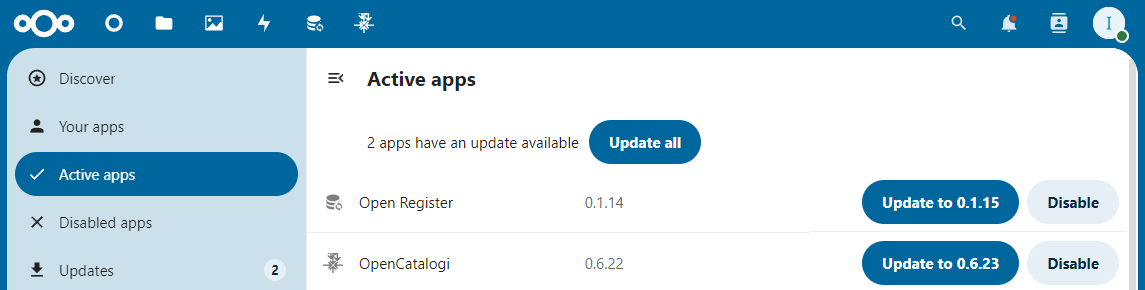 I
Discover
Your apps
Active apps
Disabled apps
Updates 2
Active apps
2 apps have an update available Update all
Open Register 0.1.14 Update to 0.1.15 Disable
OpenCatalogi 0.6.22 Update to 0.6.23 Disable